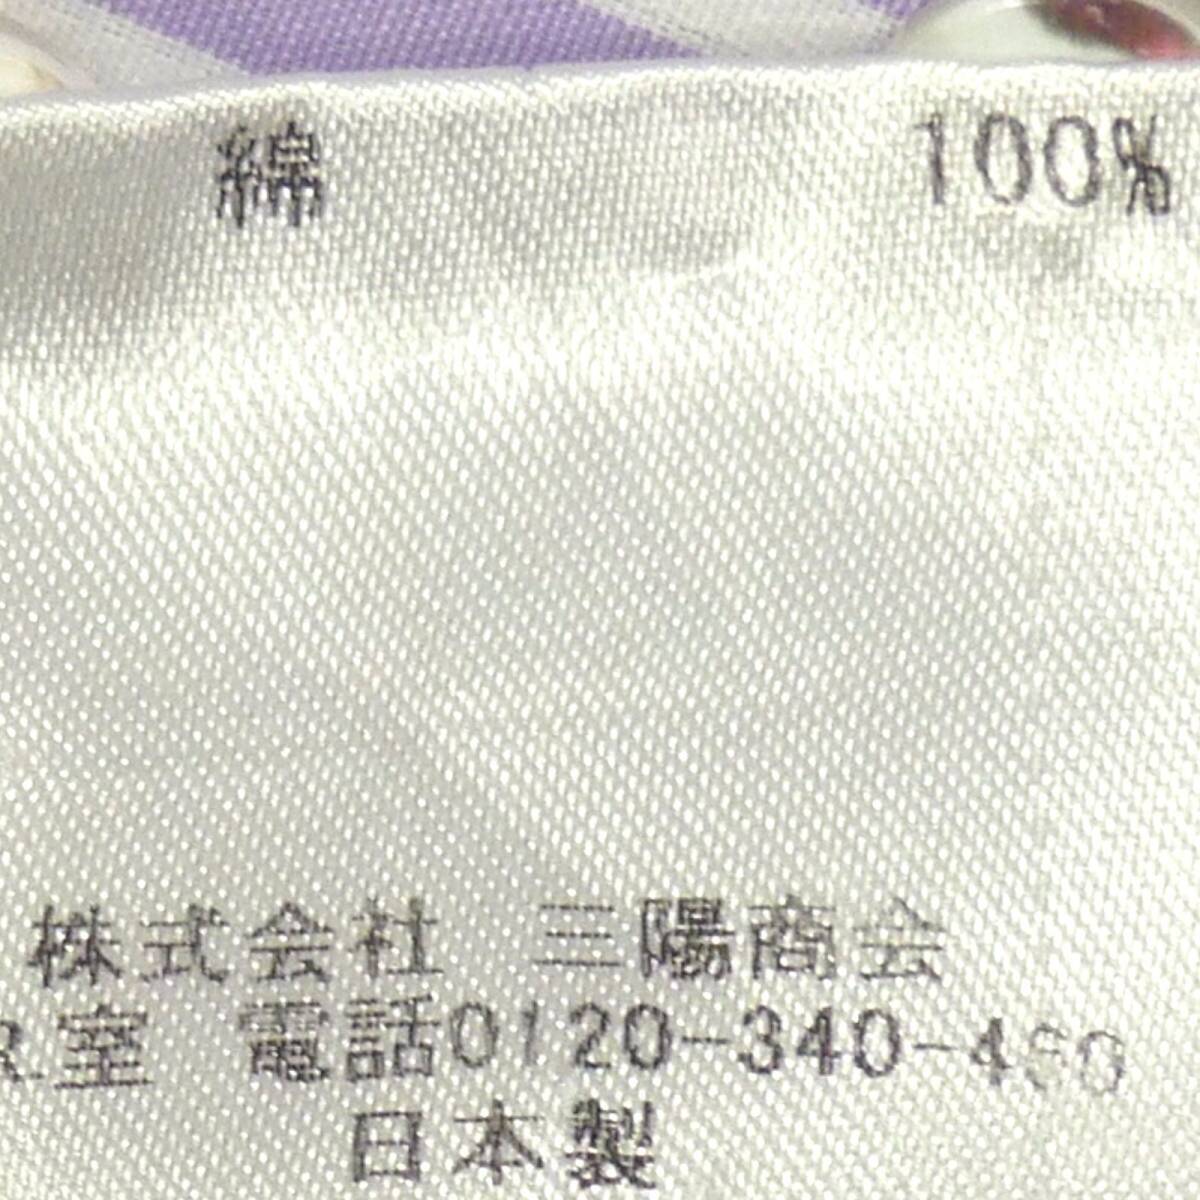 綿 100%
株式会社 三陽商会
室 電話0120-340-460
日本製